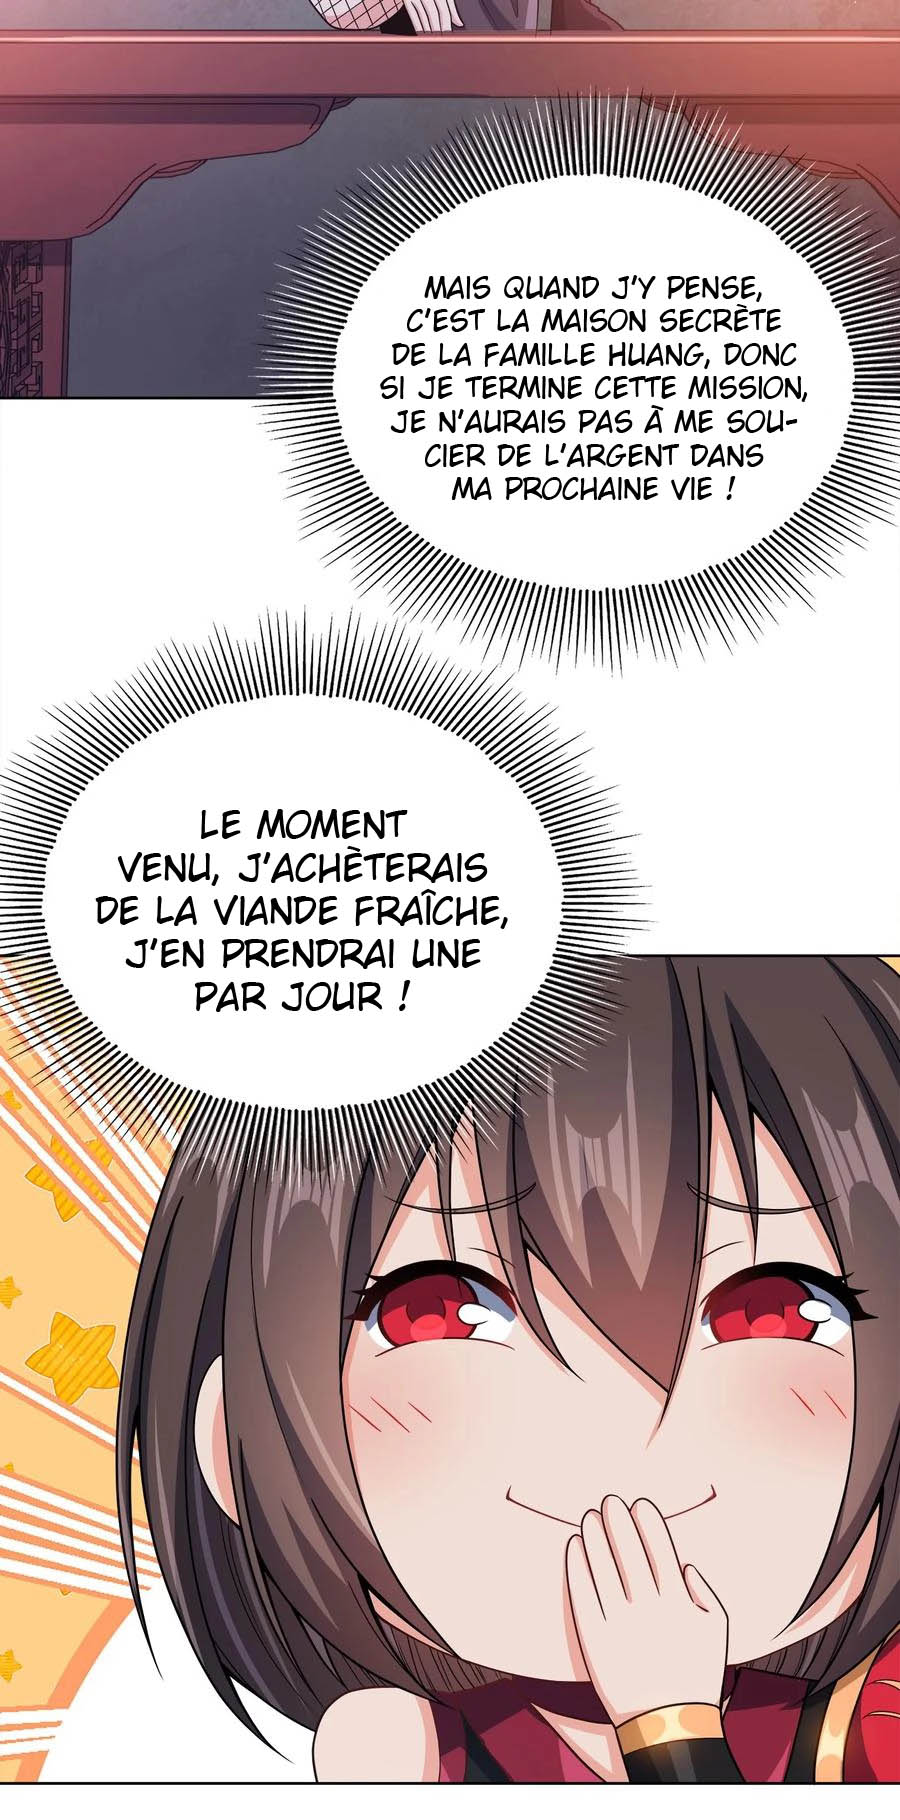 MAIS QUAND J'Y PENSE,
C'EST LA MAISON SECRÈTE
DE LA FAMILLE HUANG, DONC
SI JE TERMINE CETTE MISSION,
JE N'AURAIS PAS À ME SOU-
CIER DE L'ARGENT DANS
MA PROCHAINE VIE !
LE MOMENT
VENU, J'ACHÈTERAIS
DE LA VIANDE FRAÎCHE,
J'EN PRENDRAI UNE
PAR JOUR !